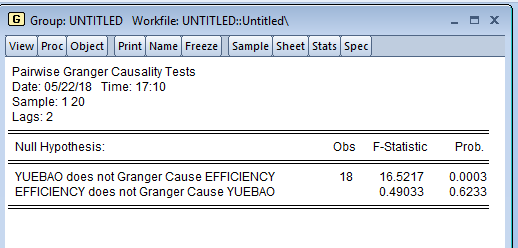 Group: UNTITLED Workfile: UNTITLED::Untitled\
View Proc Object Print Name Freeze Sample Sheet Stats Spec
Pairwise Granger Causality Tests
Date: 05/22/18 Time: 17:10
Sample: 1 20
Lags: 2
Null Hypothesis: Obs F-Statistic Prob.
YUEBAO does not Granger Cause EFFICIENCY 18 16.5217 0.0003
EFFICIENCY does not Granger Cause YUEBAO 0.49033 0.6233